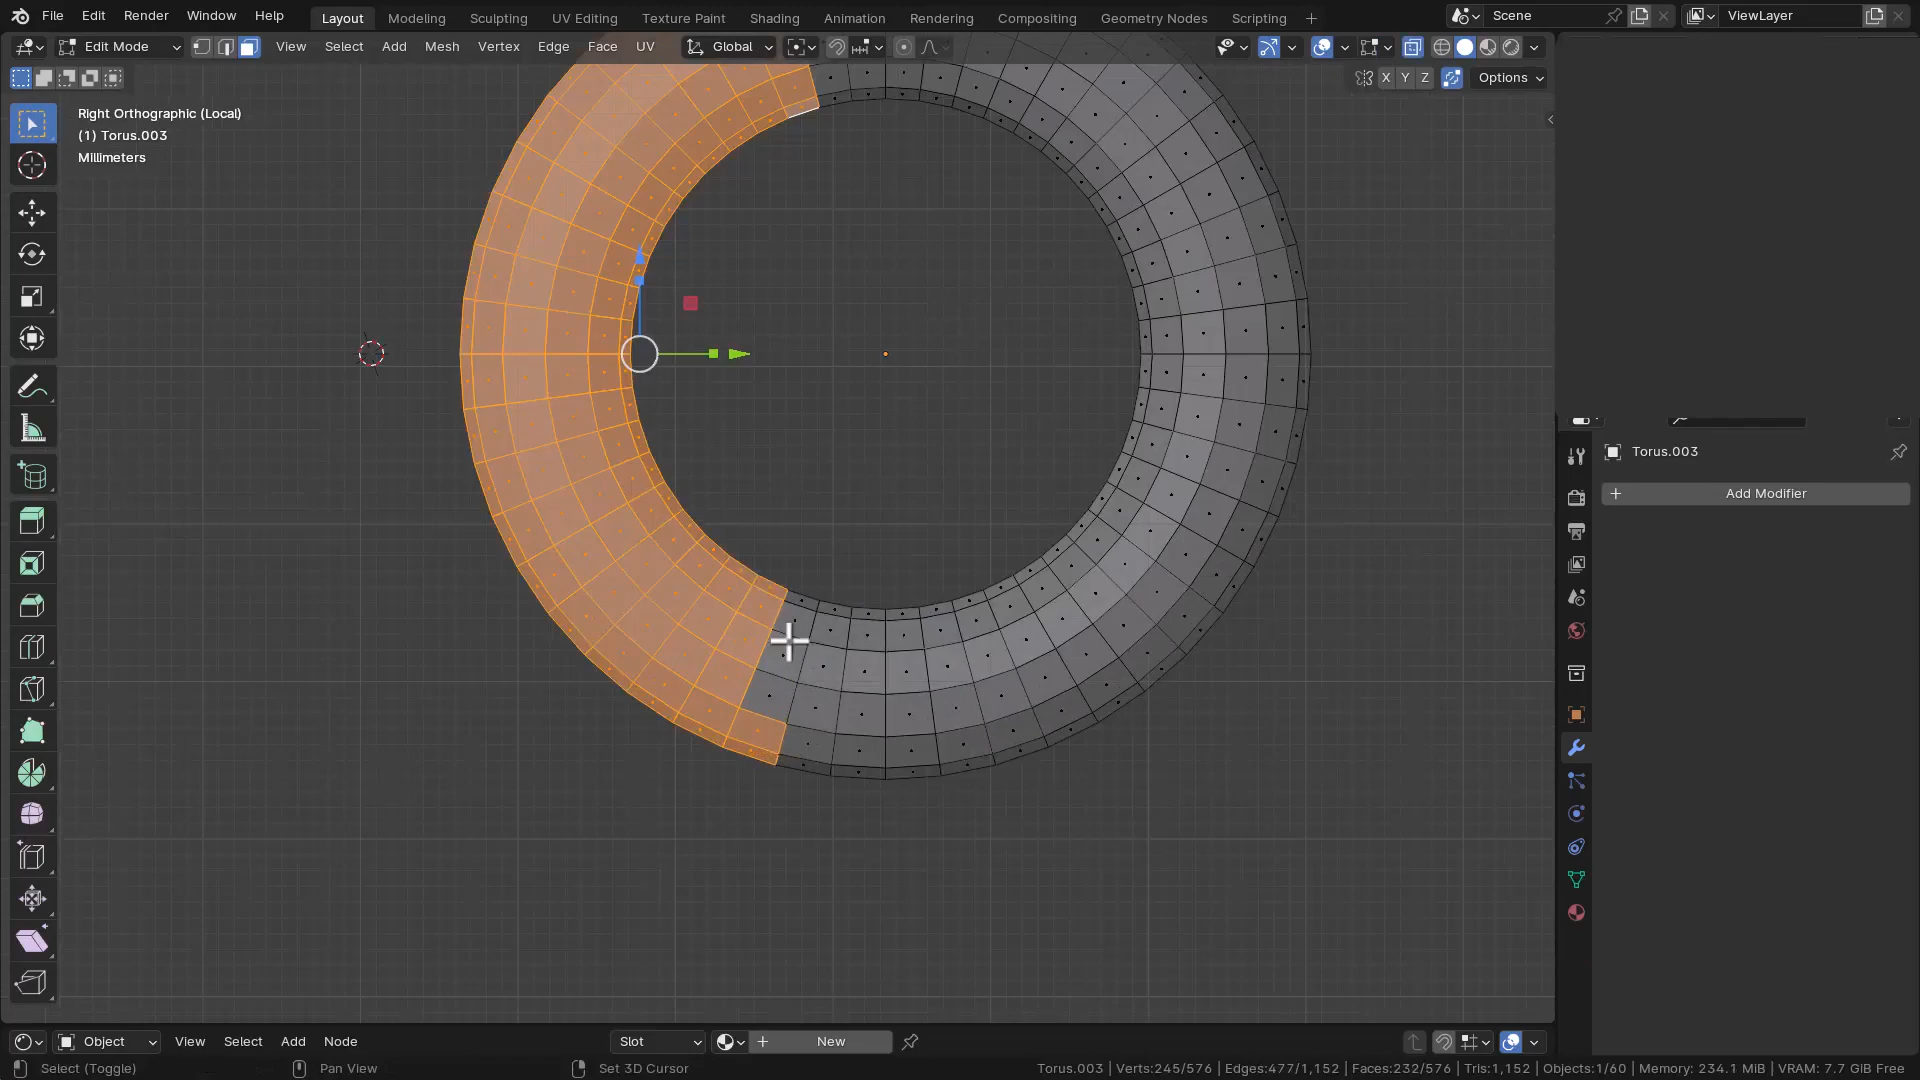 File Edit Render Window Help Layout Modeling Sculpting UV Editing Texture Paint Shading Animation Rendering Compositing Geometry Nodes Scripting + Scene ViewLayer
Edit Mode View Select Add Mesh Vertex Edge Face UV Global
X Y Z Options
Right Orthographic (Local)
(1) Torus.003
Millimeters
Torus.003
+ Add Modifier
Object View Select Add Node Slot + New
Select (Toggle) Pan View Set 3D Cursor Torus.003 | Verts:245/576 | Edges:477/1,152 | Faces:232/576 | Tris:1,152 | Objects:1/60 | Memory: 234.1 MiB | VRAM: 7.7 GiB Free